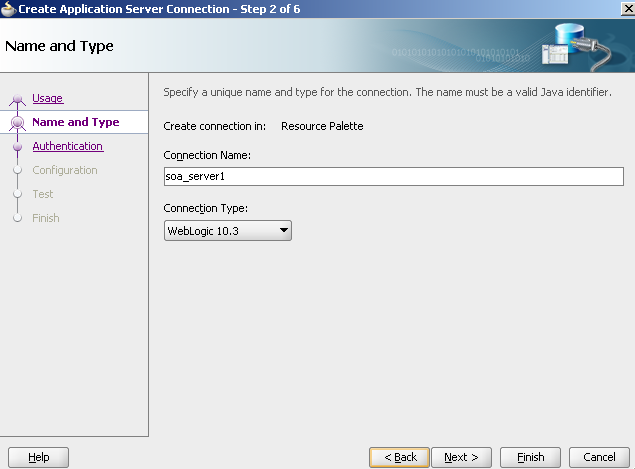 Create Application Server Connection - Step 2 of 6
Name and Type
010101010101010101010101
0101010101010
Usage
Name and Type
Authentication
Configuration
Test
Finish
Specify a unique name and type for the connection. The name must be a valid Java identifier.
Create connection in: Resource Palette
Connection Name:
soa_server1
Connection Type:
WebLogic 10.3
Help
< Back
Next >
Finish
Cancel